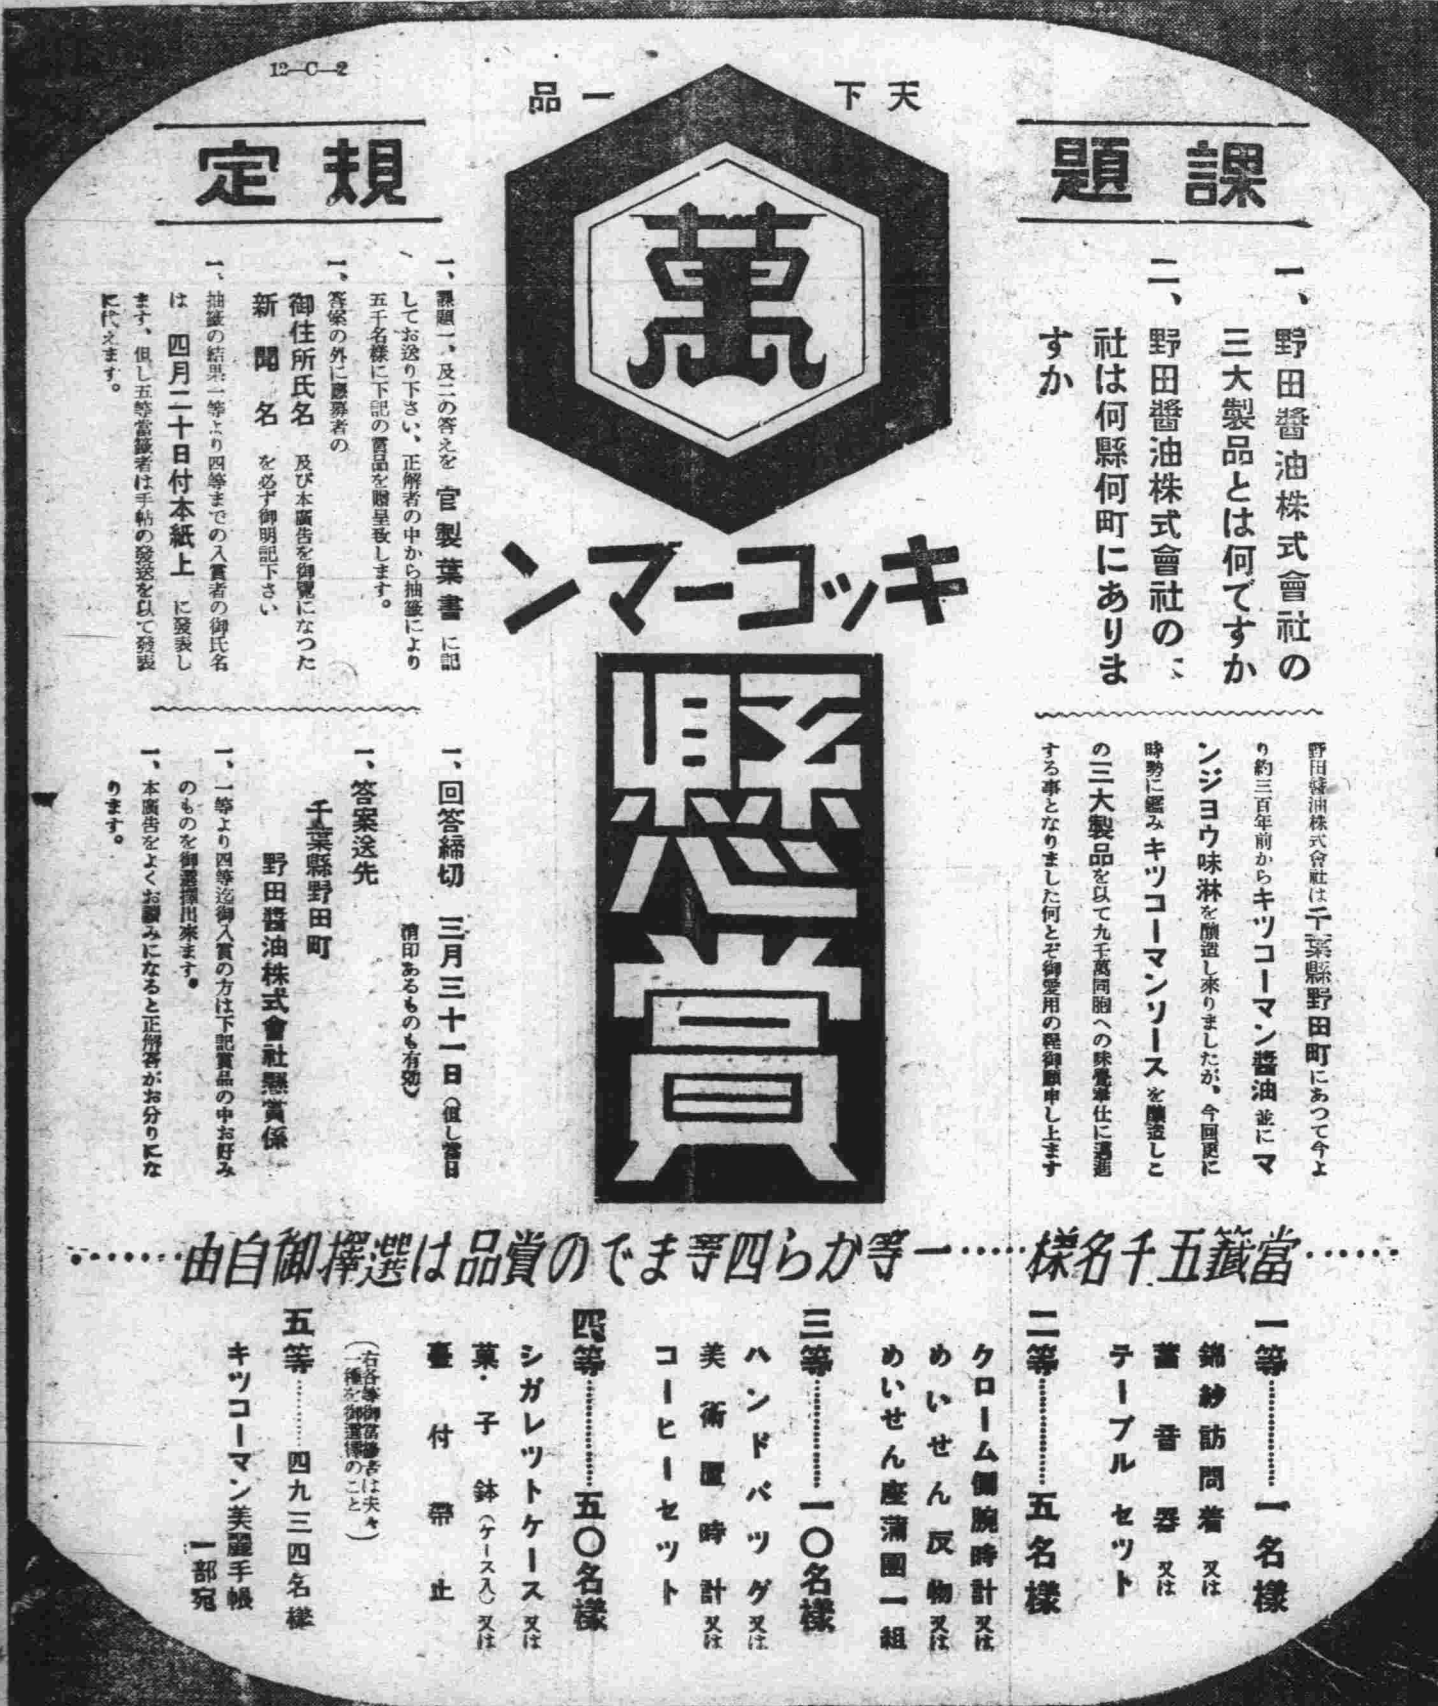 12—C—2
天下一品
萬
キッコーマン
懸賞
課題
一、野田醬油株式會社の
三大製品とは何ですか
二、野田醬油株式會社の本
社は何縣何町にありま
すか
野田醬油株式會社は千葉縣野田町にあつて今よ
り約三百年前からキツコーマン醬油並にマ
ンジヨウ味淋を釀造し來りましたが、今回更に
時勢に鑑みキツコーマンソースを釀造しこ
の三大製品を以て九千萬同胞への味覺奉仕に邁進
する事となりました何とぞ御愛用の程御願申し上ます
規定
一、課題一、及二の答えを官製葉書に記
してお送り下さい、正解者の中から抽籤により
五千名樣に下記の賞品を贈呈致します。
一、答案の外に應募者の
御住所氏名及び本廣告を御覽になつた
新聞名を必ず御明記下さい
一、抽籤の結果一等より四等までの入賞者の御氏名
は四月二十日付本紙上に發表し
ます、但し五等當籤者は手帖の發送を以て發表
に代えます。
一、回答締切 三月三十一日(但し當日
消印あるものも有効)
一、答案送先
千葉縣野田町
野田醬油株式會社懸賞係
一、一等より四等迄御入賞の方は下記賞品の中お好み
のものを御選擇出來ます。
一、本廣告をよくお讀みになると正解答がお分りにな
ります。
……當籤五千名樣……一等から四等までの賞品は選擇御自由……
一等………一名樣
錦紗訪問着 又は
蓄音器 又は
テーブルセット
二等………五名樣
クローム側腕時計 又は
めいせん反物 又は
めいせん座蒲團一組
三等………一〇名樣
ハンドバツグ 又は
美術置時計 又は
コーヒーセツト
四等………五〇名樣
シガレツトケース 又は
菓子鉢(ケース入) 又は
臺付帶止
(右各等御當籤者は夫々
一種を御選擇のこと)
五等………四九三四名樣
キツコーマン美麗手帳
一部宛